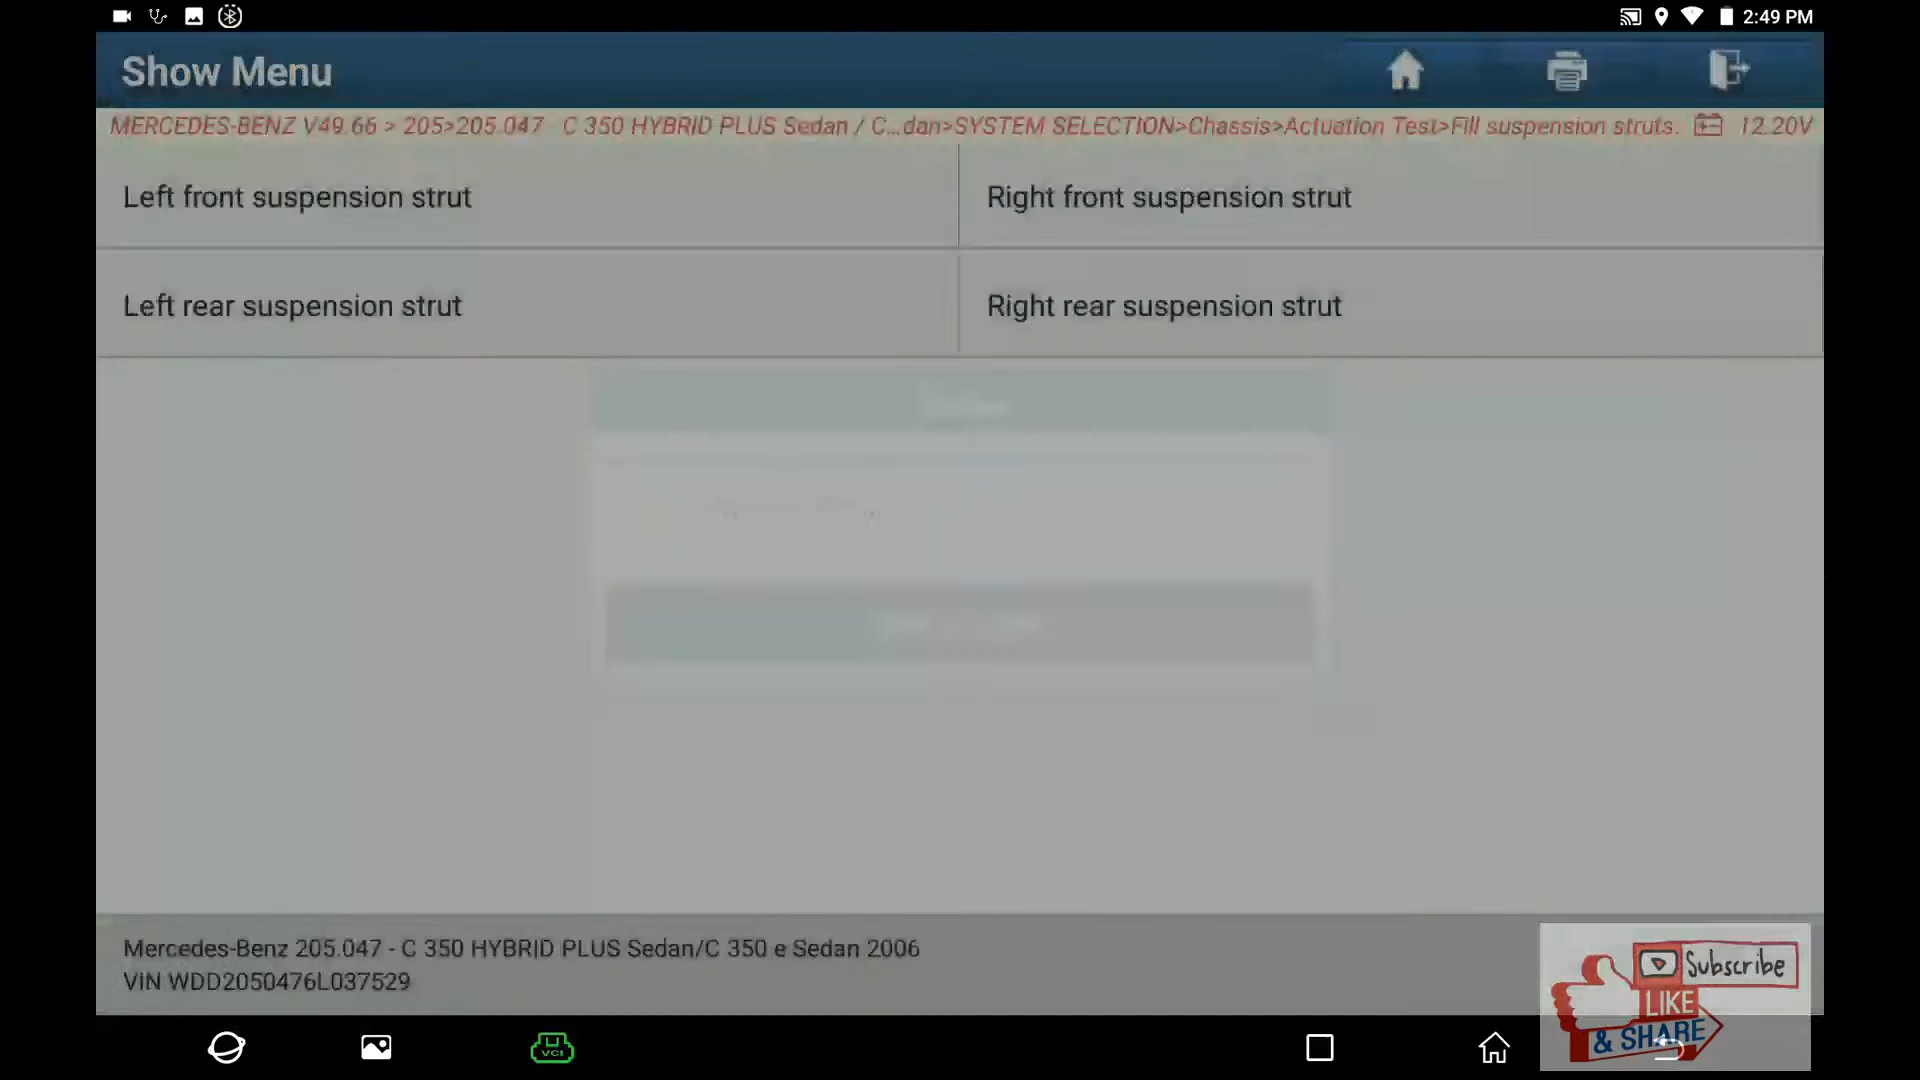 2:49 PM
Show Menu
MERCEDES-BENZ V49.66 > 205>205.047 C 350 HYBRID PLUS Sedan / C...dan>SYSTEM SELECTION>Chassis>Actuation Test>Fill suspension struts. 12.20V
Left front suspension strut
Right front suspension strut
Left rear suspension strut
Right rear suspension strut
Mercedes-Benz 205.047 - C 350 HYBRID PLUS Sedan/C 350 e Sedan 2006
VIN WDD2050476L037529
Subscribe
LIKE
& SHARE
VCI